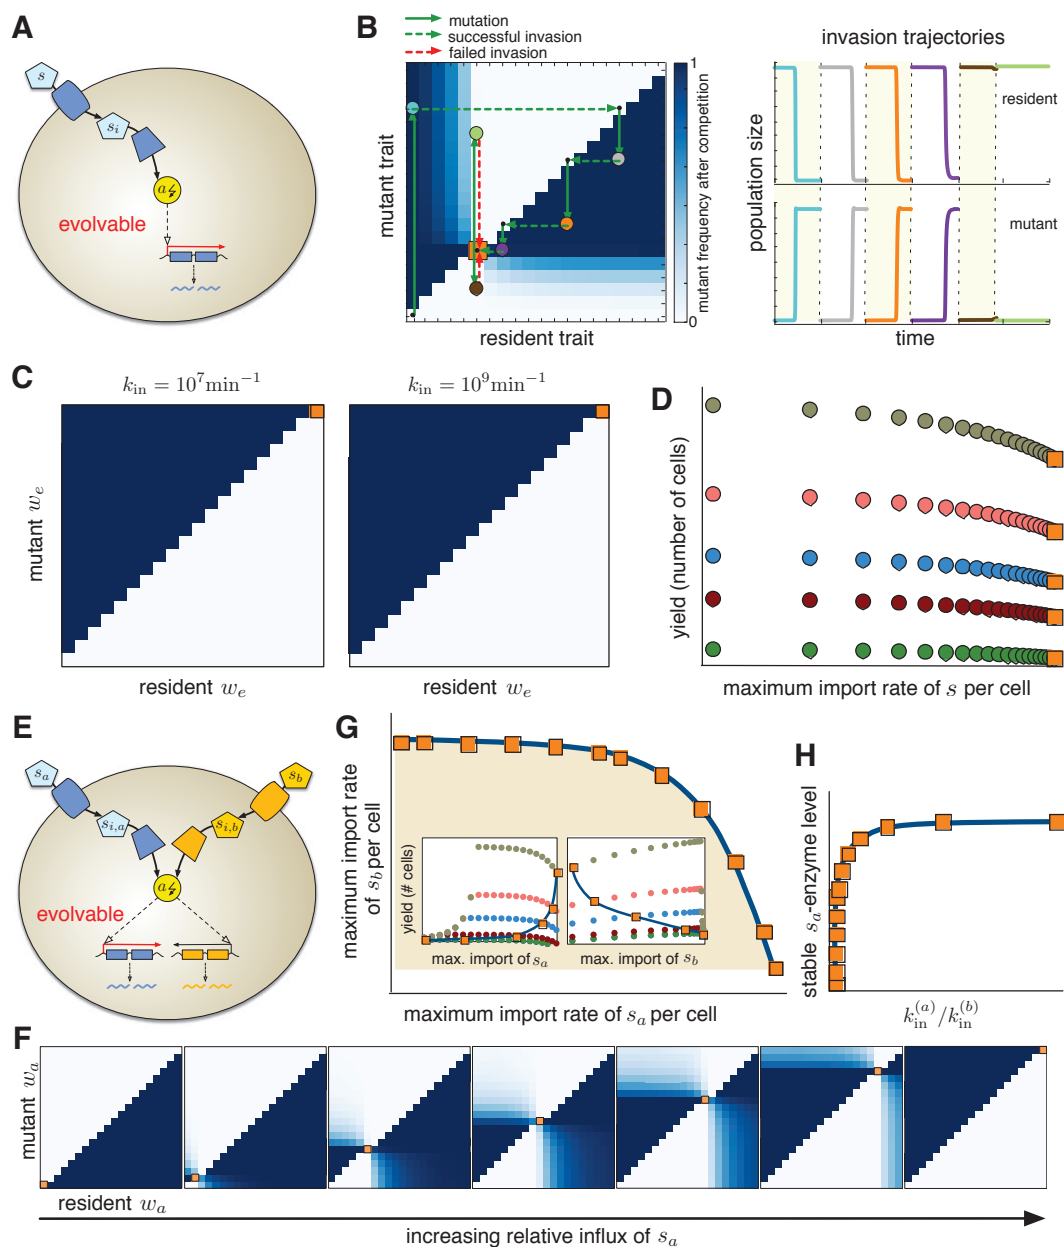 A
s
s_i
a
evolvable
B
mutation
successful invasion
failed invasion
mutant trait
resident trait
1
0
mutant frequency after competition
invasion trajectories
population size
resident
mutant
time
C
k_in = 10^7 min^−1
k_in = 10^9 min^−1
mutant w_e
resident w_e
resident w_e
D
yield (number of cells)
maximum import rate of s per cell
E
s_a
s_b
s_{i,a}
s_{i,b}
a
evolvable
G
maximum import rate
of s_b per cell
yield (# cells)
max. import of s_a
max. import of s_b
maximum import rate of s_a per cell
H
stable s_a-enzyme level
k_in^(a)/k_in^(b)
F
mutant w_a
resident w_a
increasing relative influx of s_a